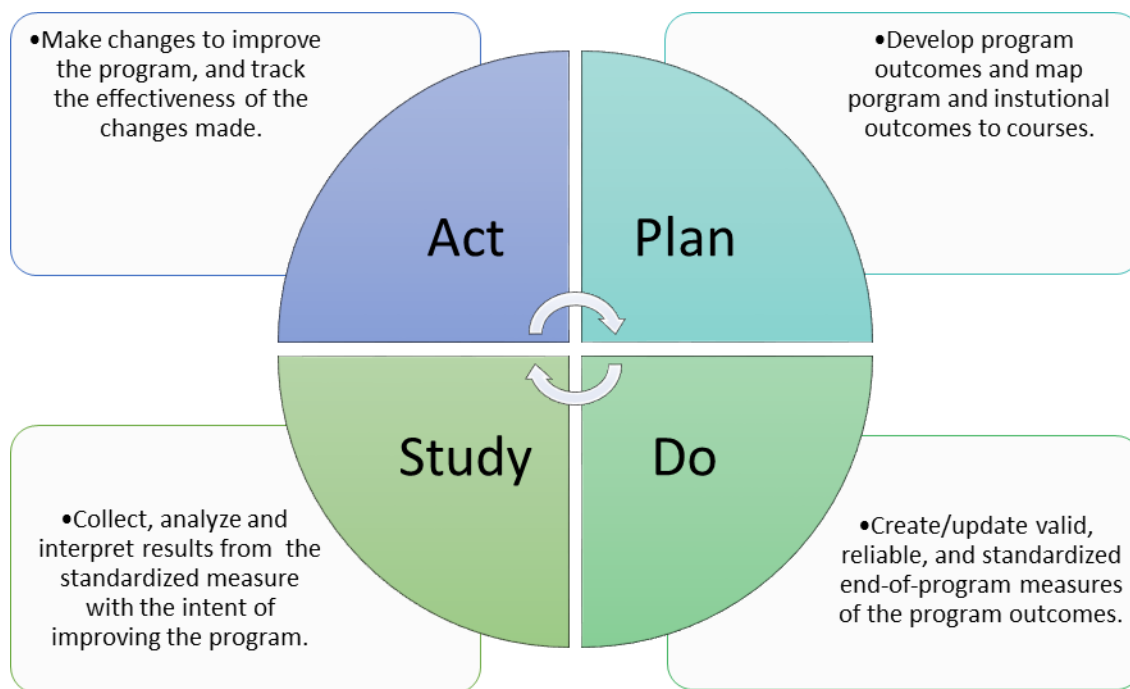 •Make changes to improve
the program, and track
the effectiveness of the
changes made.
•Develop program
outcomes and map
porgram and instutional
outcomes to courses.
Act
Plan
Study
Do
•Collect, analyze and
interpret results from the
standardized measure
with the intent of
improving the program.
•Create/update valid,
reliable, and standardized
end-of-program measures
of the program outcomes.